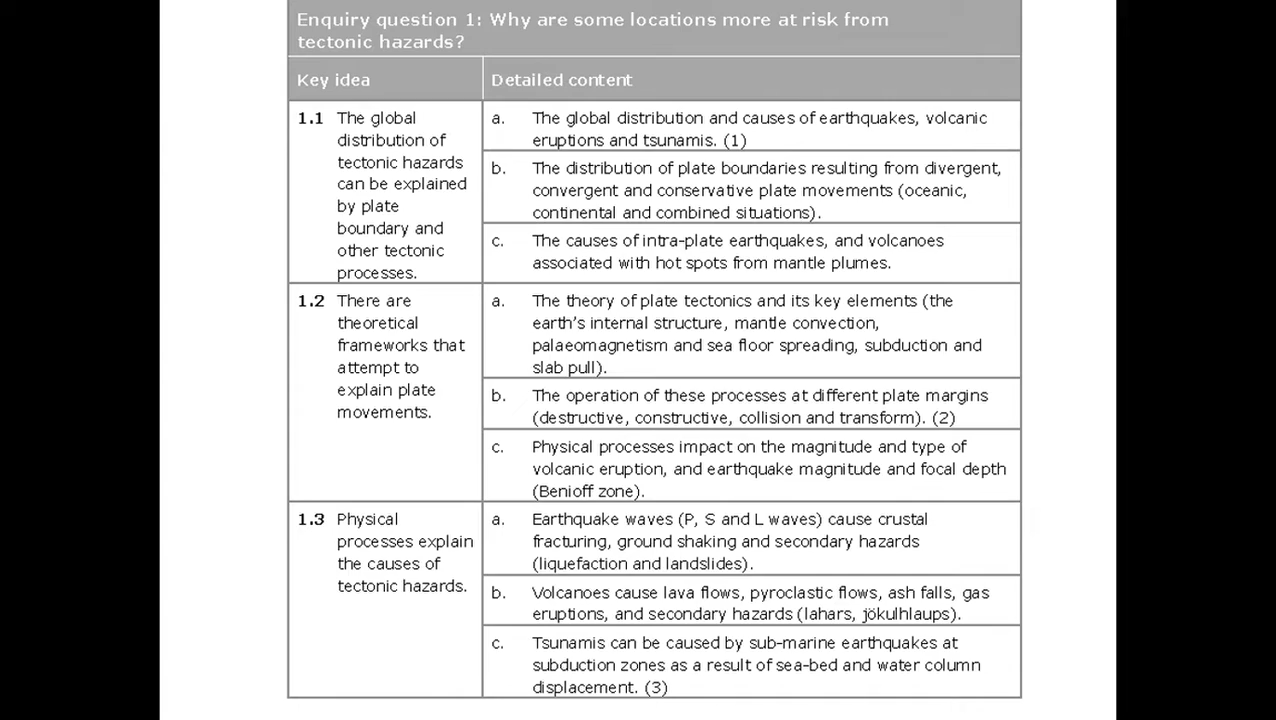 Enquiry question 1: Why are some locations more at risk from
tectonic hazards?
Key idea
Detailed content
1.1 The global
distribution of
tectonic hazards
can be explained
by plate
boundary and
other tectonic
processes.
a. The global distribution and causes of earthquakes, volcanic
eruptions and tsunamis. (1)
b. The distribution of plate boundaries resulting from divergent,
convergent and conservative plate movements (oceanic,
continental and combined situations).
c. The causes of intra-plate earthquakes, and volcanoes
associated with hot spots from mantle plumes.
1.2 There are
theoretical
frameworks that
attempt to
explain plate
movements.
a. The theory of plate tectonics and its key elements (the
earth’s internal structure, mantle convection,
palaeomagnetism and sea floor spreading, subduction and
slab pull).
b. The operation of these processes at different plate margins
(destructive, constructive, collision and transform). (2)
c. Physical processes impact on the magnitude and type of
volcanic eruption, and earthquake magnitude and focal depth
(Benioff zone).
1.3 Physical
processes explain
the causes of
tectonic hazards.
a. Earthquake waves (P, S and L waves) cause crustal
fracturing, ground shaking and secondary hazards
(liquefaction and landslides).
b. Volcanoes cause lava flows, pyroclastic flows, ash falls, gas
eruptions, and secondary hazards (lahars, jökulhlaups).
c. Tsunamis can be caused by sub-marine earthquakes at
subduction zones as a result of sea-bed and water column
displacement. (3)